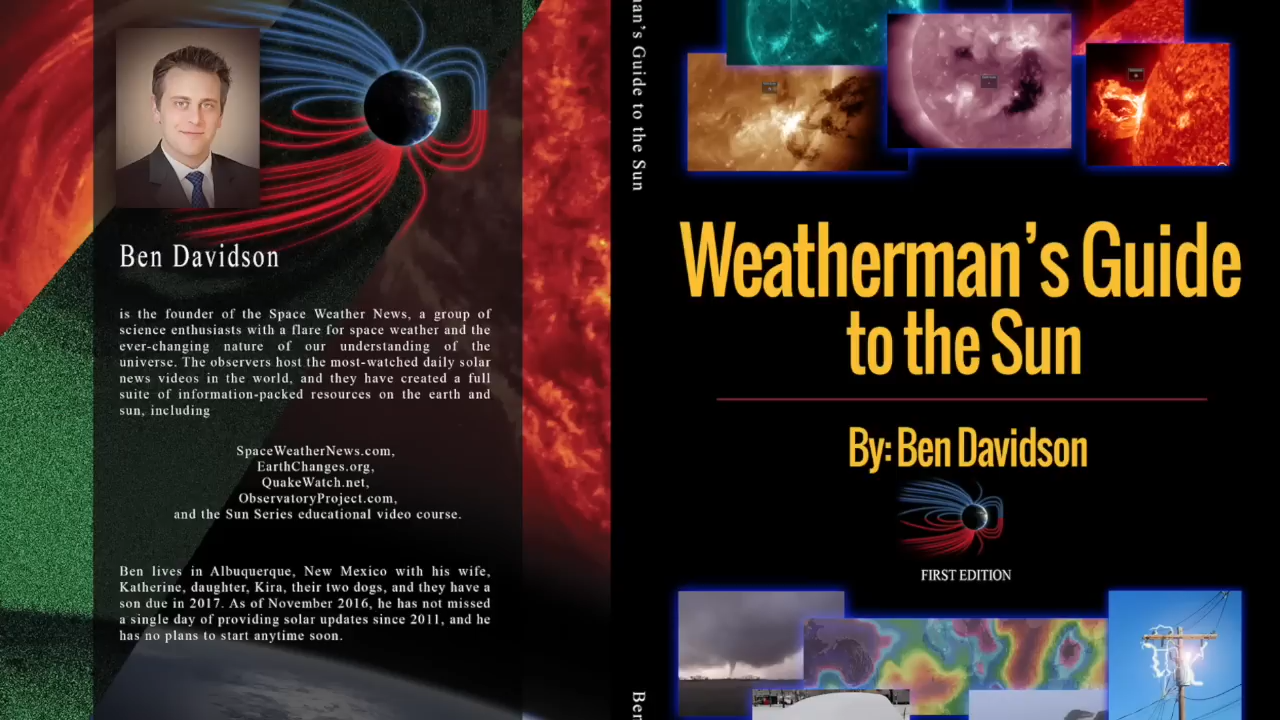 Ben Davidson
is the founder of the Space Weather News, a group of
science enthusiasts with a flare for space weather and the
ever-changing nature of our understanding of the
universe. The observers host the most-watched daily solar
news videos in the world, and they have created a full
suite of information-packed resources on the earth and
sun, including
SpaceWeatherNews.com,
EarthChanges.org,
QuakeWatch.net,
ObservatoryProject.com,
and the Sun Series educational video course.
Ben lives in Albuquerque, New Mexico with his wife,
Katherine, daughter, Kira, their two dogs, and they have a
son due in 2017. As of November 2016, he has not missed
a single day of providing solar updates since 2011, and he
has no plans to start anytime soon.
man's Guide to the Sun
Ben
Weatherman's Guide
to the Sun
By: Ben Davidson
FIRST EDITION